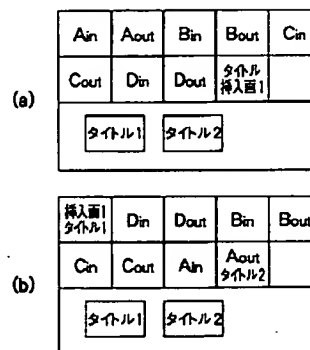 (a)
Ain Aout Bin Bout Cin
Cout Din Dout タイトル
挿入画1
タイトル1 タイトル2
(b)
挿入画1
タイトル1 Din Dout Bin Bout
Cin Cout Ain Aout
タイトル2
タイトル1 タイトル2